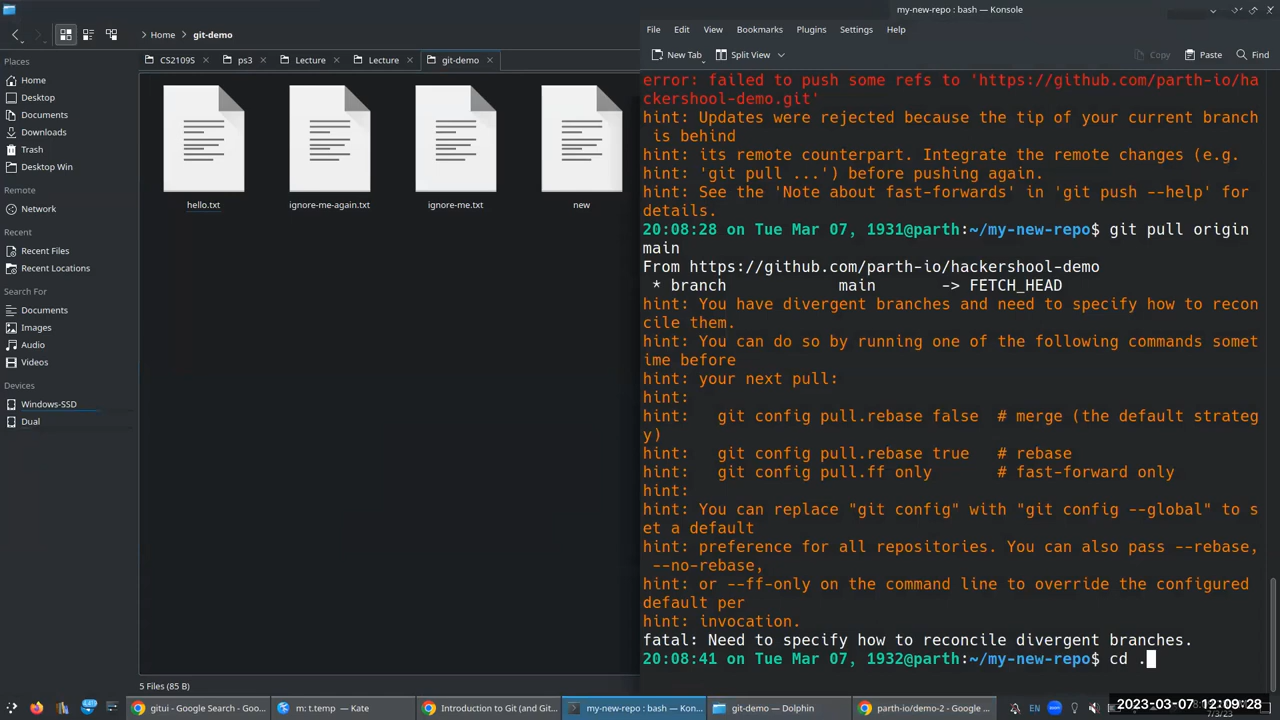 my-new-repo : bash — Konsole
Home
git-demo
File
Edit
View
Bookmarks
Plugins
Settings
Help
New Tab
Split View
Copy
Paste
Find
Places
Home
Desktop
Documents
Downloads
Trash
Desktop Win
Remote
Network
Recent
Recent Files
Recent Locations
Search For
Documents
Images
Audio
Videos
Devices
Windows-SSD
Dual
CS2109S
ps3
Lecture
Lecture
git-demo
hello.txt
ignore-me-again.txt
ignore-me.txt
new
5 Files (85 B)
error: failed to push some refs to 'https://github.com/parth-io/ha
ckershool-demo.git'
hint: Updates were rejected because the tip of your current branch
is behind
hint: its remote counterpart. Integrate the remote changes (e.g.
hint: 'git pull ...') before pushing again.
hint: See the 'Note about fast-forwards' in 'git push --help' for
details.
20:08:28 on Tue Mar 07, 1931@parth:~/my-new-repo$ git pull origin
main
From https://github.com/parth-io/hackershool-demo
* branch            main       -> FETCH_HEAD
hint: You have divergent branches and need to specify how to recon
cile them.
hint: You can do so by running one of the following commands somet
ime before
hint: your next pull:
hint:
hint:   git config pull.rebase false  # merge (the default strateg
y)
hint:   git config pull.rebase true   # rebase
hint:   git config pull.ff only       # fast-forward only
hint:
hint: You can replace "git config" with "git config --global" to s
et a default
hint: preference for all repositories. You can also pass --rebase,
--no-rebase,
hint: or --ff-only on the command line to override the configured
default per
hint: invocation.
fatal: Need to specify how to reconcile divergent branches.
20:08:41 on Tue Mar 07, 1932@parth:~/my-new-repo$ cd .
gitui - Google Search - Goo...
m: t.temp — Kate
Introduction to Git (and Git...
my-new-repo : bash — Kon...
git-demo — Dolphin
parth-io/demo-2 - Google ...
EN
2023-03-07 12:09:28